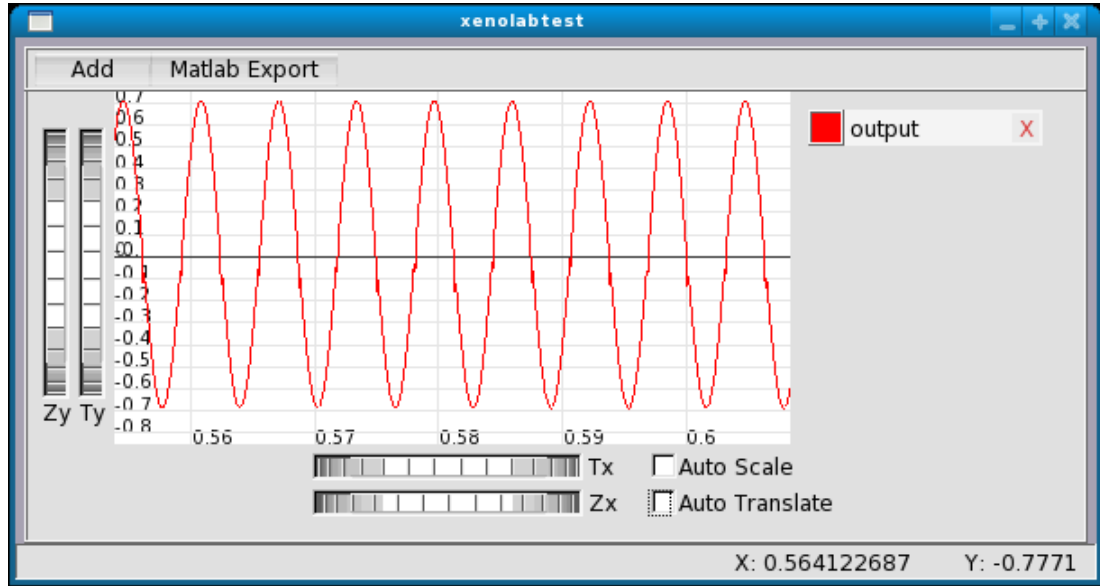 xenolabtest
Add Matlab Export
0.7
0.6
0.5
0.4
0.3
0.2
0.1
0.
-0.1
-0.2
-0.3
-0.4
-0.5
-0.6
-0.7
-0.8
0.56 0.57 0.58 0.59 0.6
output X
Zy Ty
Tx Auto Scale
Zx Auto Translate
X: 0.564122687 Y: -0.7771